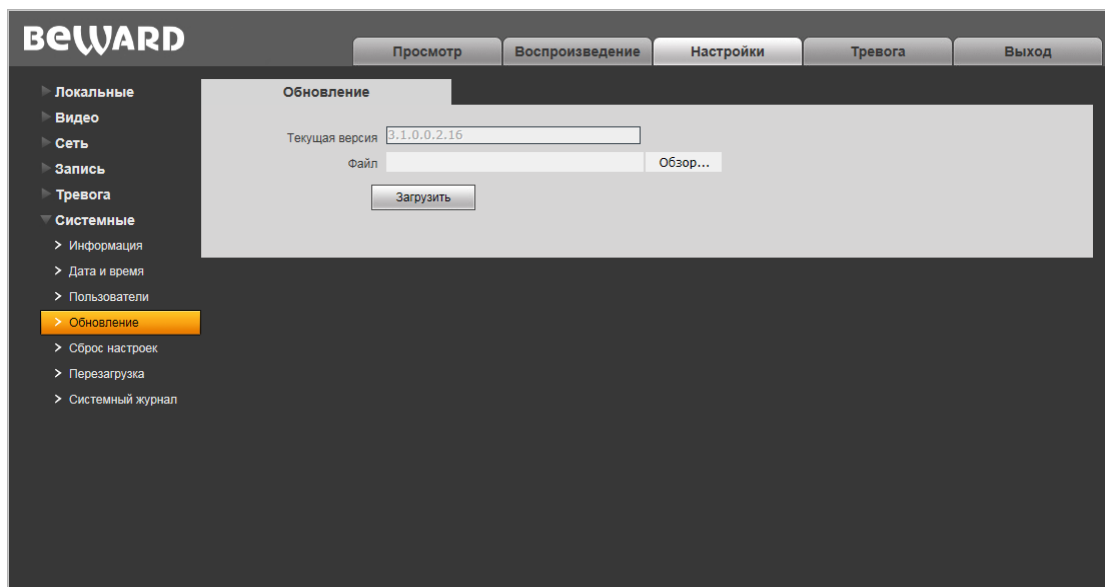 BEWARD
Просмотр Воспроизведение Настройки Тревога Выход
Локальные
Видео
Сеть
Запись
Тревога
Системные
Информация
Дата и время
Пользователи
Обновление
Сброс настроек
Перезагрузка
Системный журнал
Обновление
Текущая версия 3.1.0.0.2.16
Файл Обзор...
Загрузить